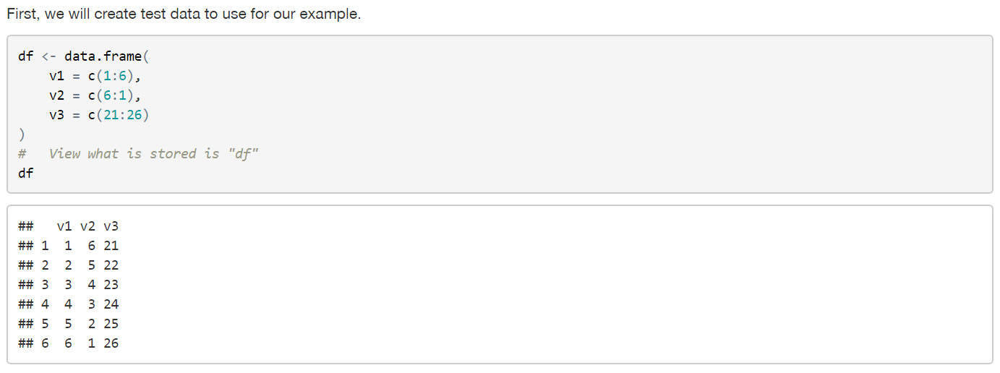 First, we will create test data to use for our example.
df <- data.frame(
    v1 = c(1:6),
    v2 = c(6:1),
    v3 = c(21:26)
)
#   View what is stored is "df"
df
##   v1 v2 v3
## 1  1  6 21
## 2  2  5 22
## 3  3  4 23
## 4  4  3 24
## 5  5  2 25
## 6  6  1 26